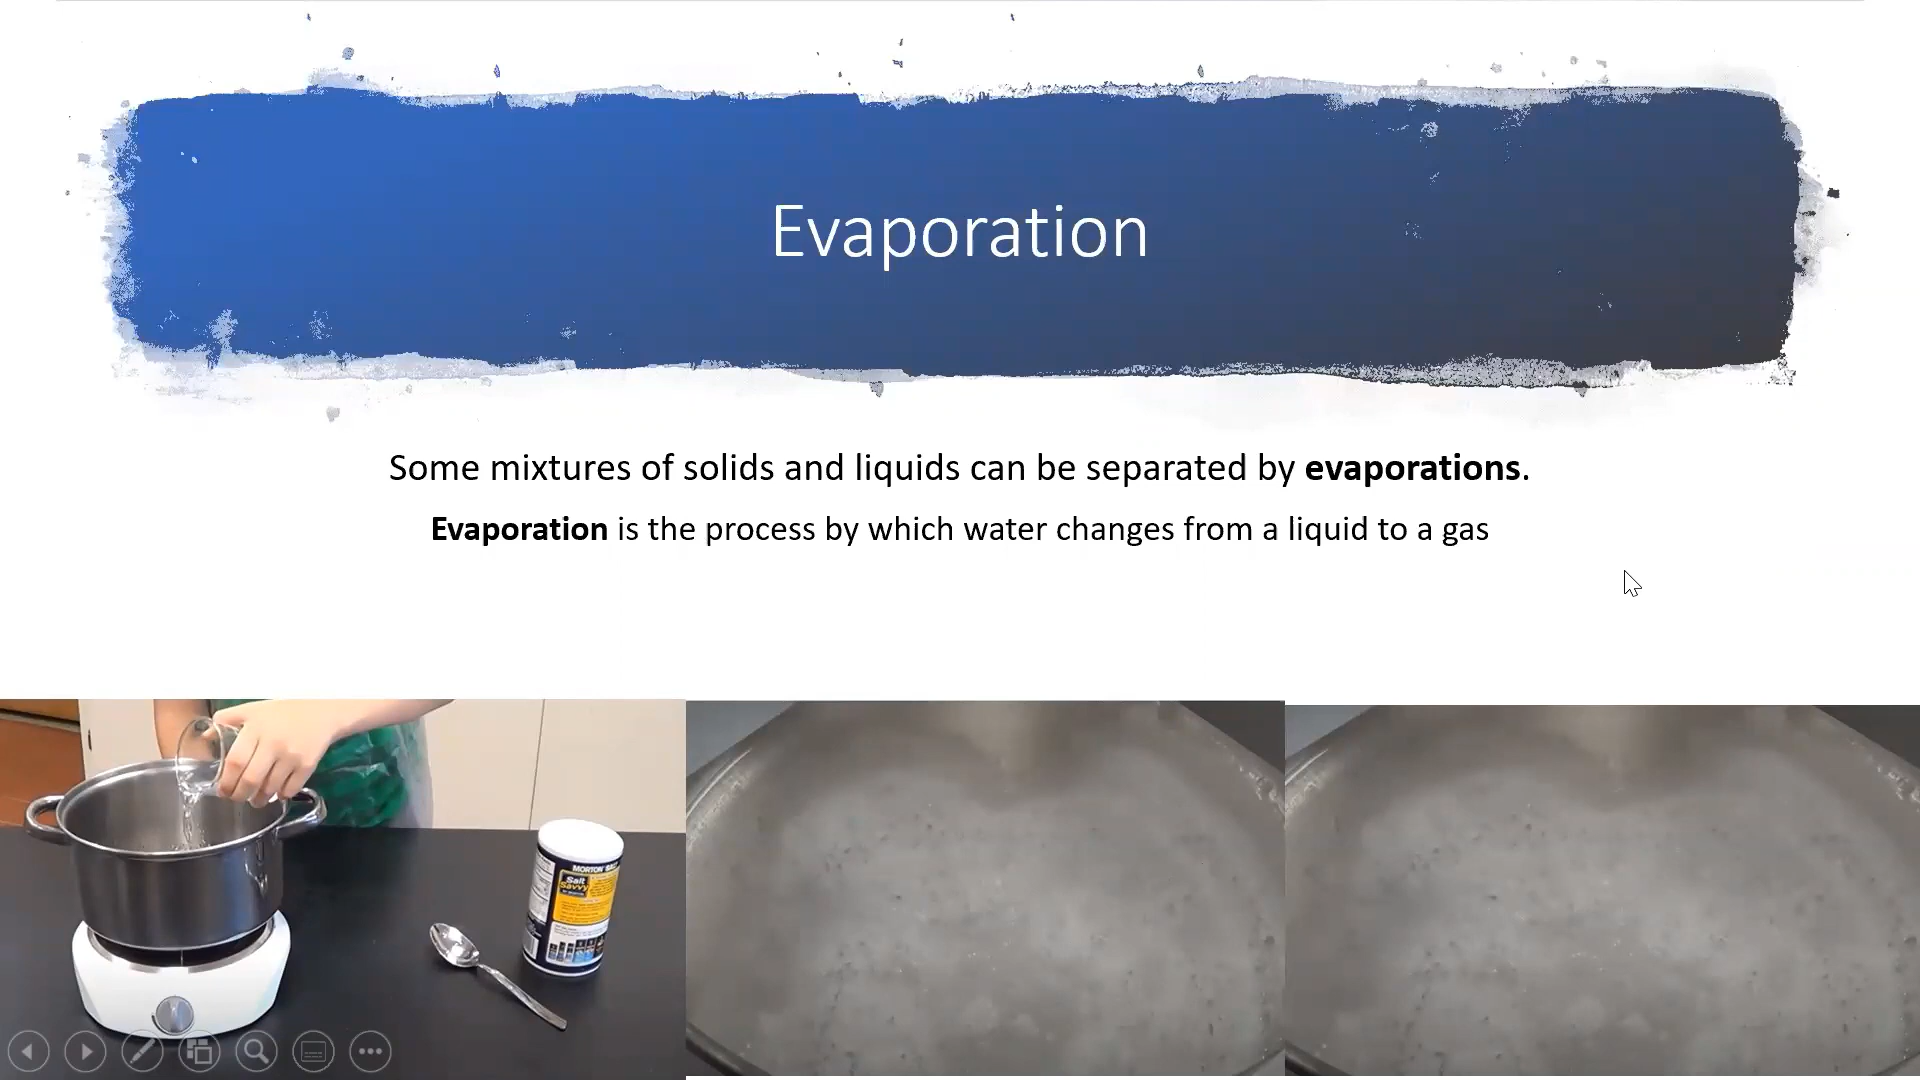 Evaporation
Some mixtures of solids and liquids can be separated by evaporations.
Evaporation is the process by which water changes from a liquid to a gas
MORTON SALT
Salt
Savvy